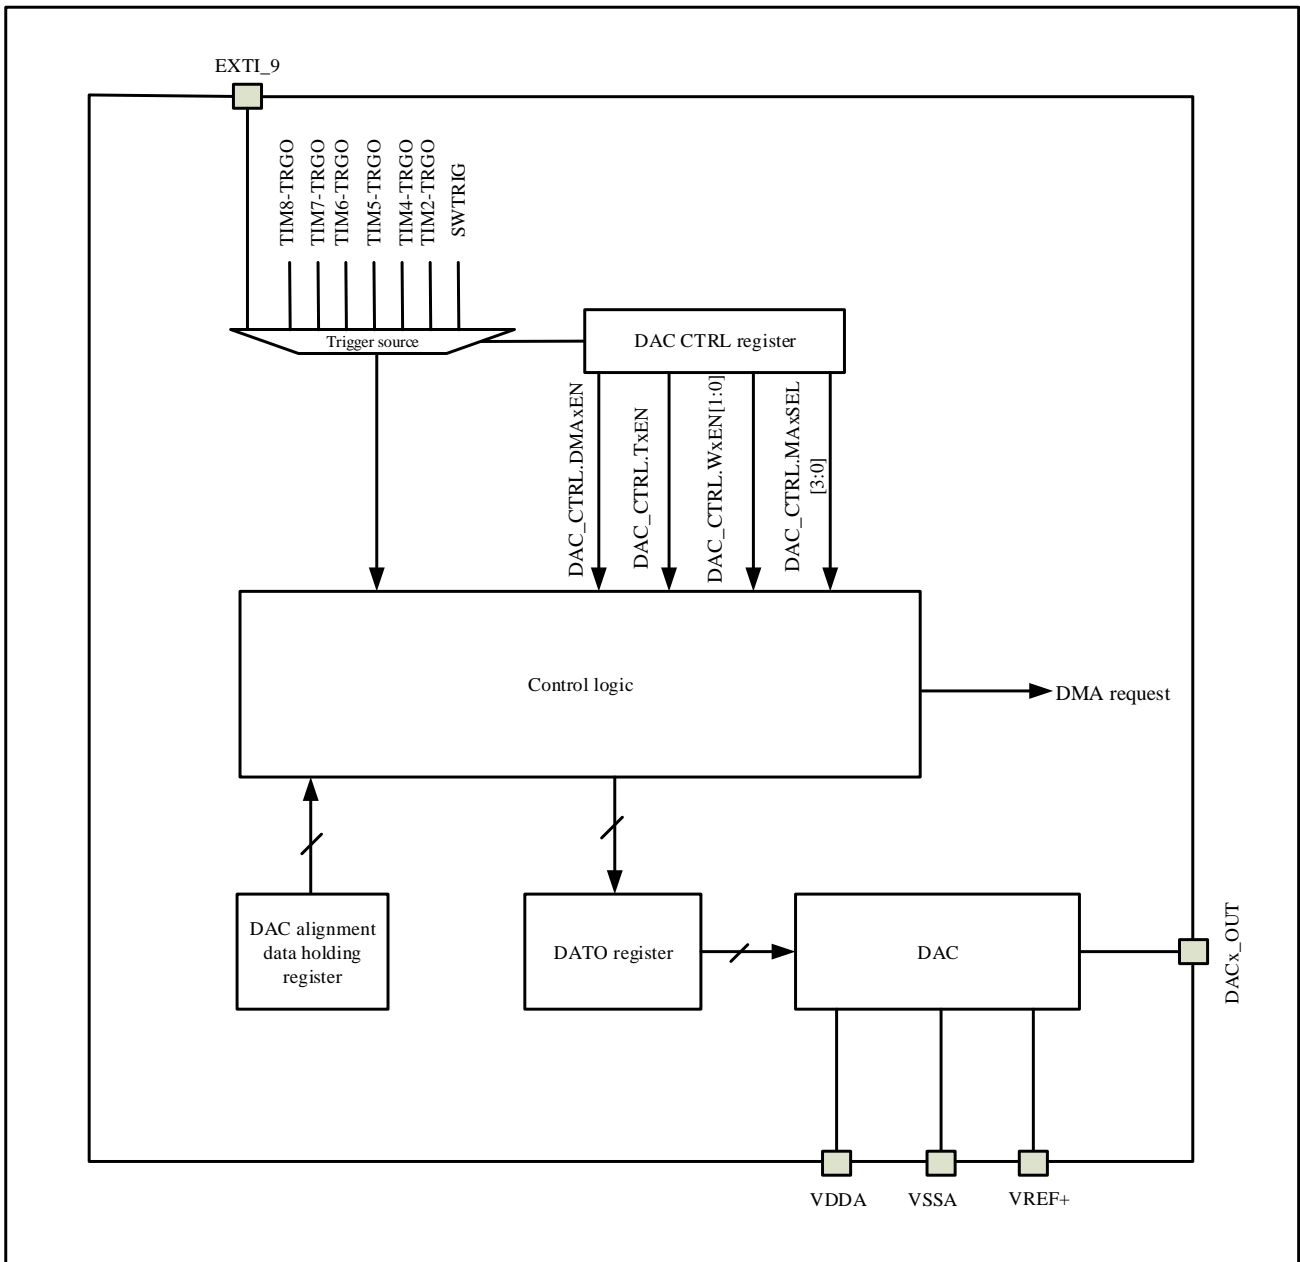 EXTI_9
TIM8-TRGO
TIM7-TRGO
TIM6-TRGO
TIM5-TRGO
TIM4-TRGO
TIM2-TRGO
SWTRIG
Trigger source
DAC CTRL register
DAC_CTRL.DMAxEN
DAC_CTRL.TxEN
DAC_CTRL.WxEN[1:0]
DAC_CTRL.MAxSEL
[3:0]
Control logic
DMA request
DAC alignment
data holding
register
DATO register
DAC
DACx_OUT
VDDA
VSSA
VREF+